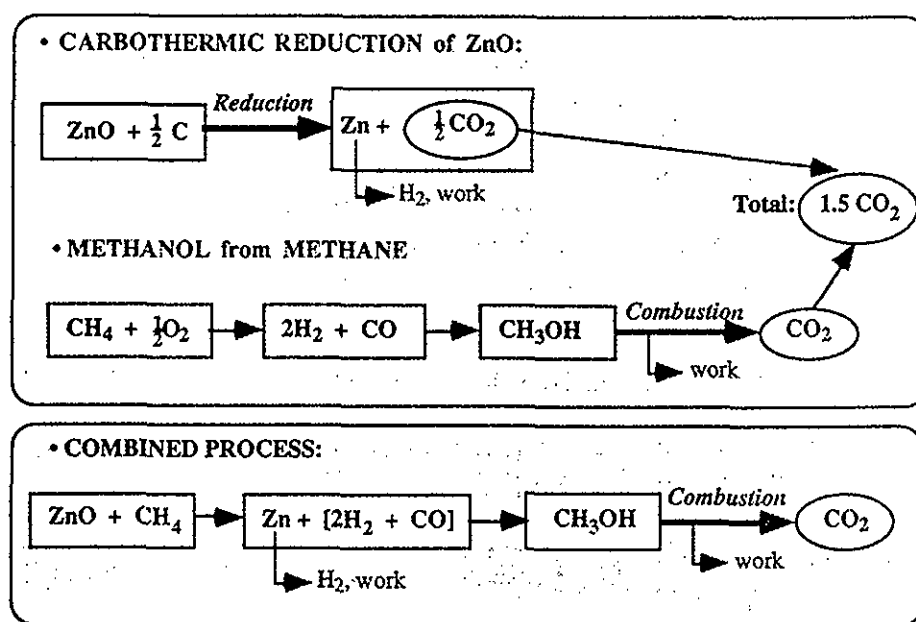 • CARBOTHERMIC REDUCTION of ZnO:
ZnO + ½ C
Reduction
Zn + ½ CO₂
H₂, work
Total: 1.5 CO₂
• METHANOL from METHANE
CH₄ + ½O₂
2H₂ + CO
CH₃OH
Combustion
work
CO₂
• COMBINED PROCESS:
ZnO + CH₄
Zn + [2H₂ + CO]
H₂, work
CH₃OH
Combustion
work
CO₂